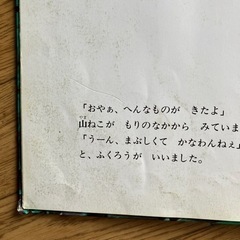 「おやぁ、へんなものが きたよ」
山ねこが もりのなかから みていま
「うーん、まぶしくて かなわんねぇ」
と、ふくろうが いいました。